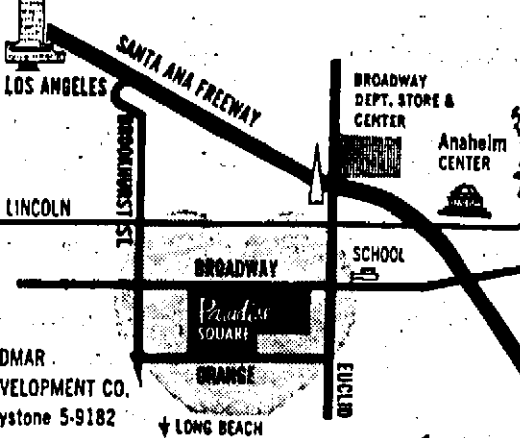 LOS ANGELES
SANTA ANA FREEWAY
BROADWAY
DEPT. STORE &
CENTER
Anaheim
CENTER
BROOKHURST ST.
LINCOLN
SCHOOL
BROADWAY
Paradise
SQUARE
ORANGE
EUCLID
DMAR
VELOPMENT CO.
ystone 5-9182
LONG BEACH